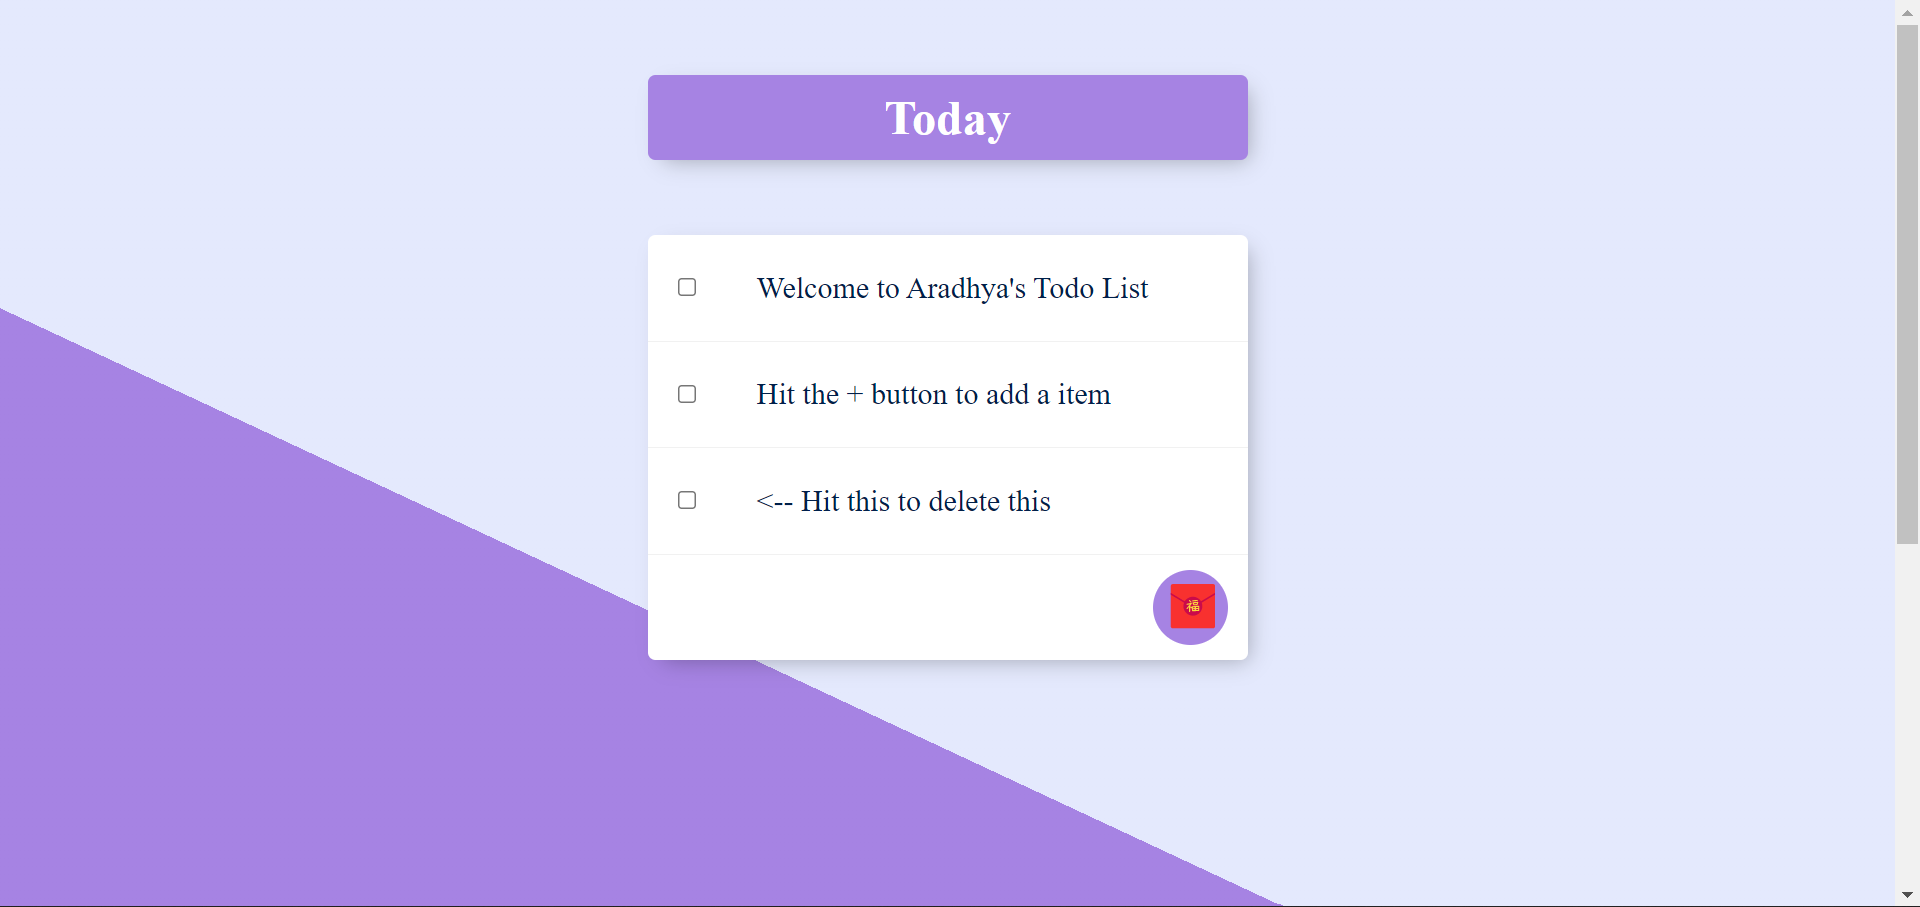 Today
Welcome to Aradhya's Todo List
Hit the + button to add a item
<-- Hit this to delete this
福